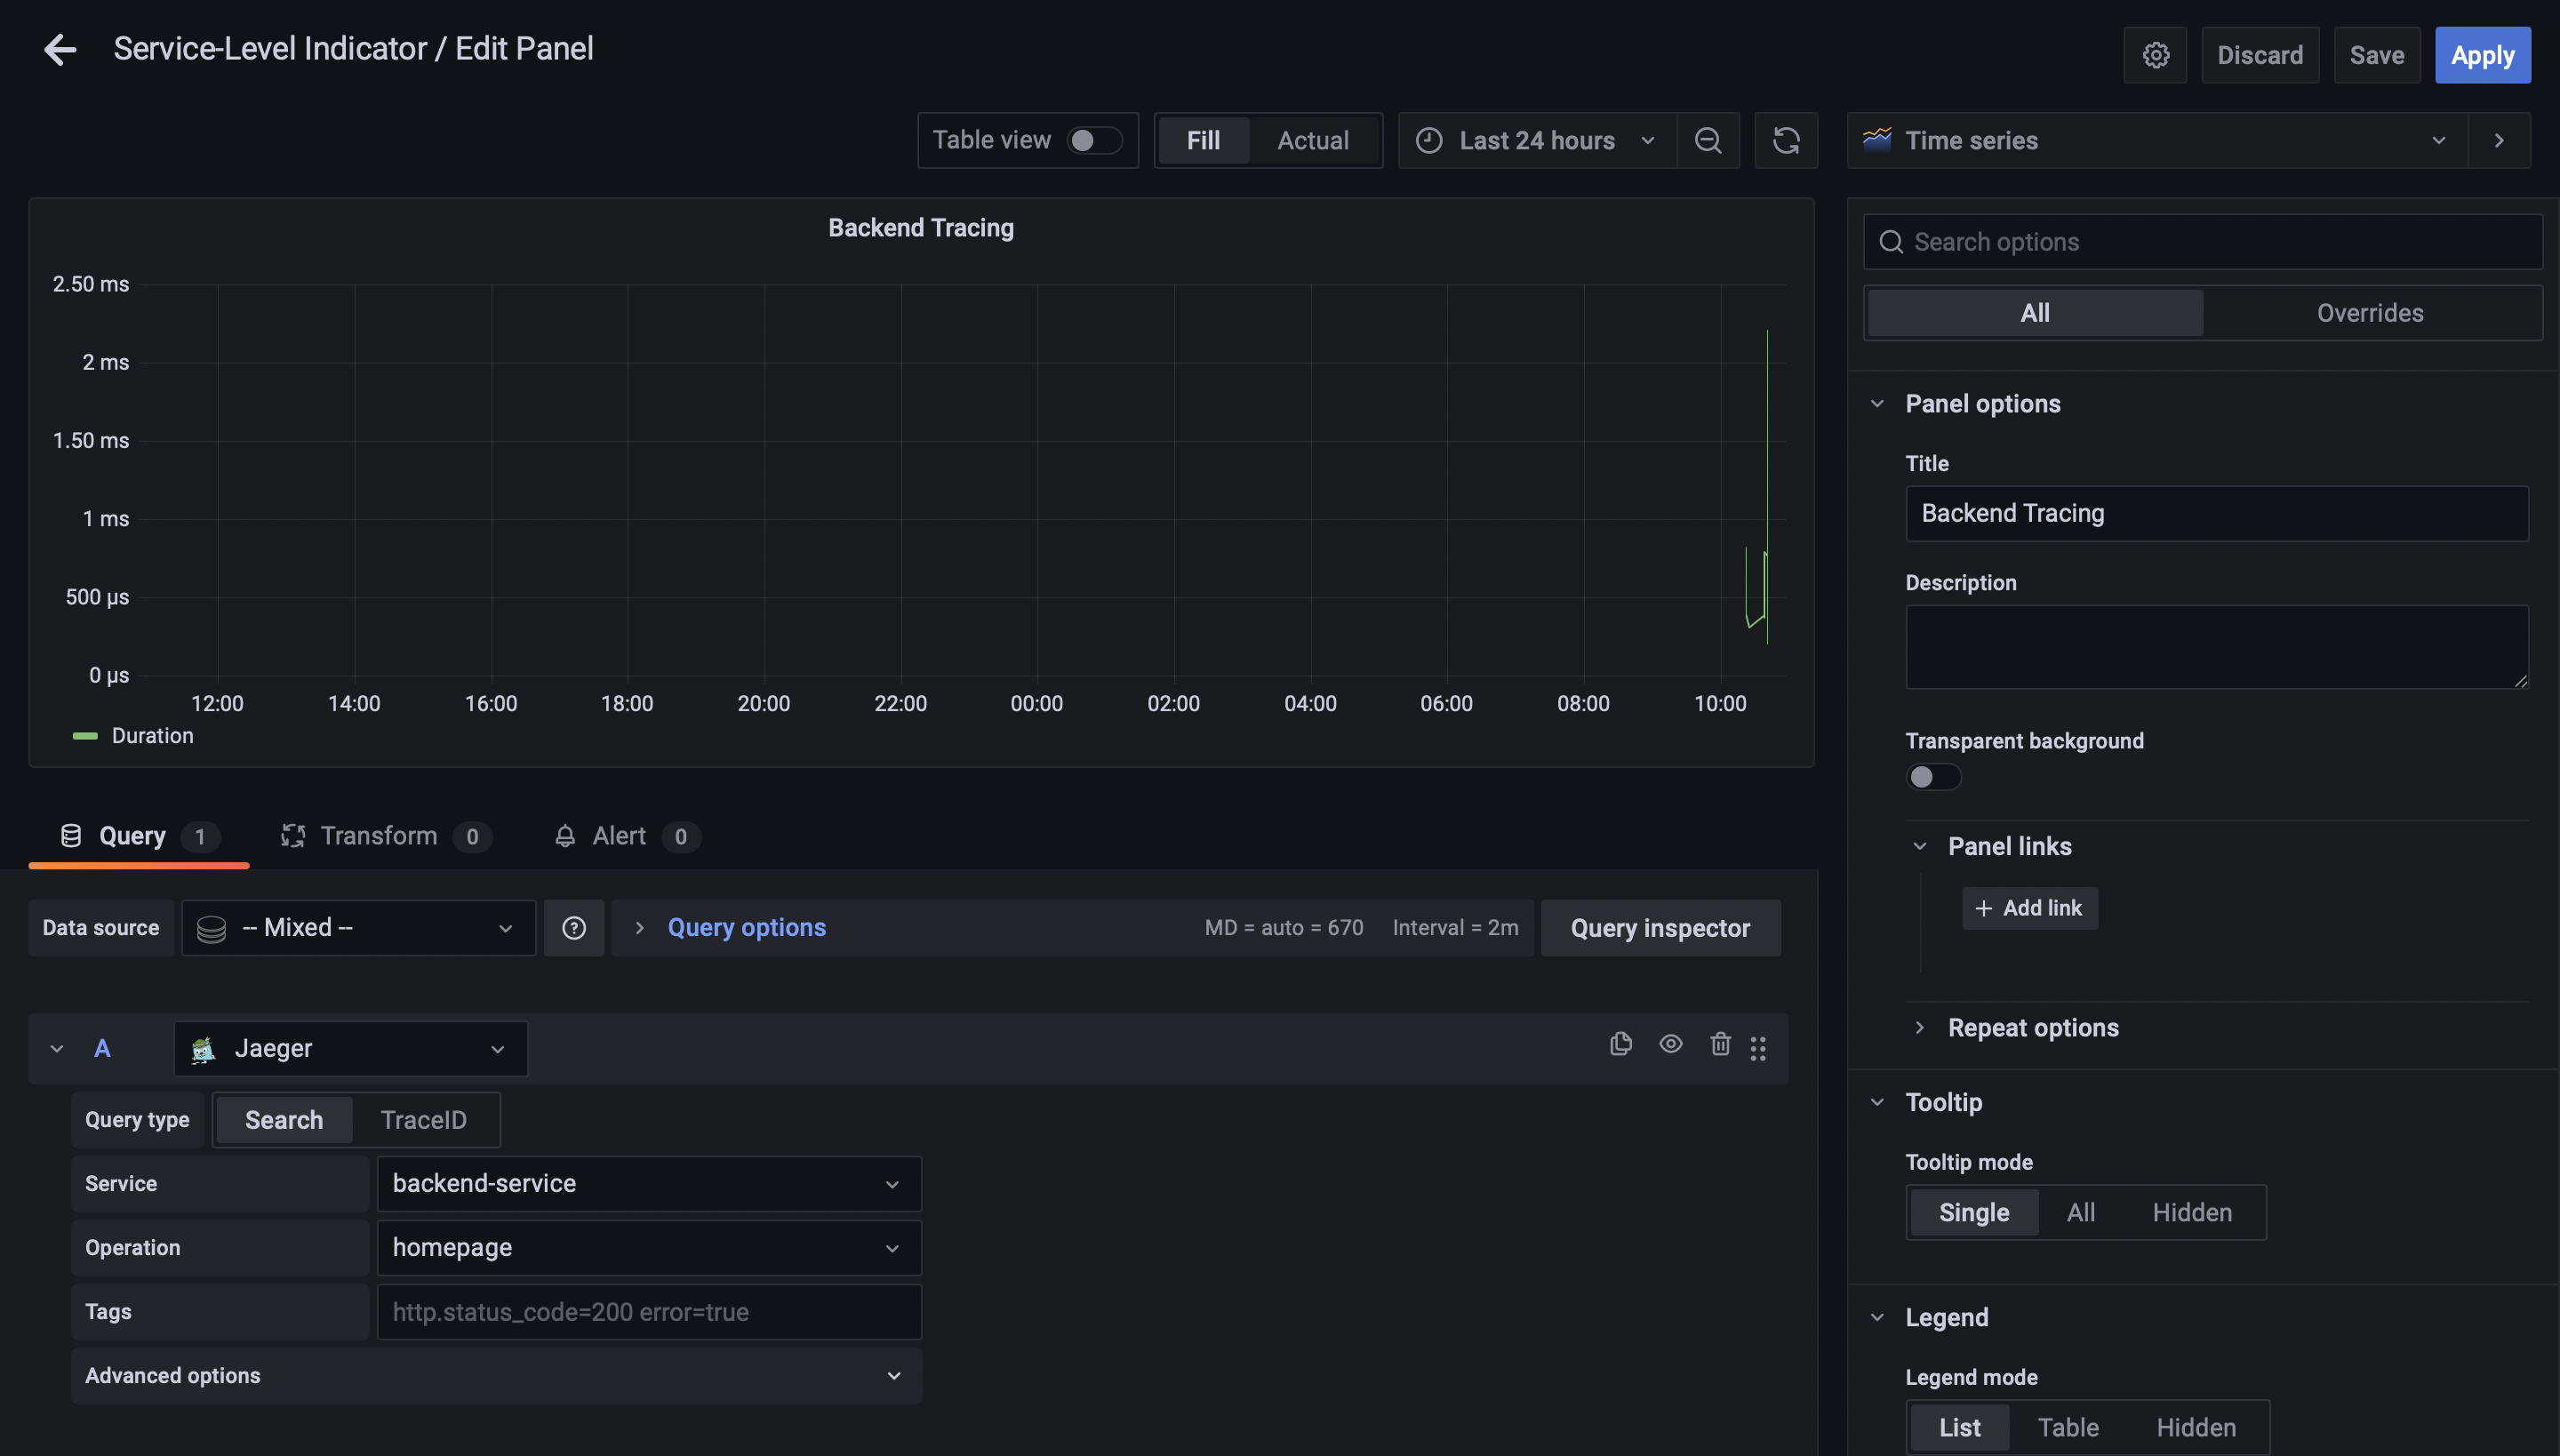 Service-Level Indicator / Edit Panel
Discard
Save
Apply
Table view
Fill
Actual
Last 24 hours
Time series
Backend Tracing
2.50 ms
2 ms
1.50 ms
1 ms
500 µs
0 µs
12:00
14:00
16:00
18:00
20:00
22:00
00:00
02:00
04:00
06:00
08:00
10:00
Duration
Query 1
Transform 0
Alert 0
Data source
-- Mixed --
Query options
MD = auto = 670
Interval = 2m
Query inspector
A
Jaeger
Query type
Search
TraceID
Service
backend-service
Operation
homepage
Tags
http.status_code=200 error=true
Advanced options
Search options
All
Overrides
Panel options
Title
Backend Tracing
Description
Transparent background
Panel links
+ Add link
Repeat options
Tooltip
Tooltip mode
Single
All
Hidden
Legend
Legend mode
List
Table
Hidden